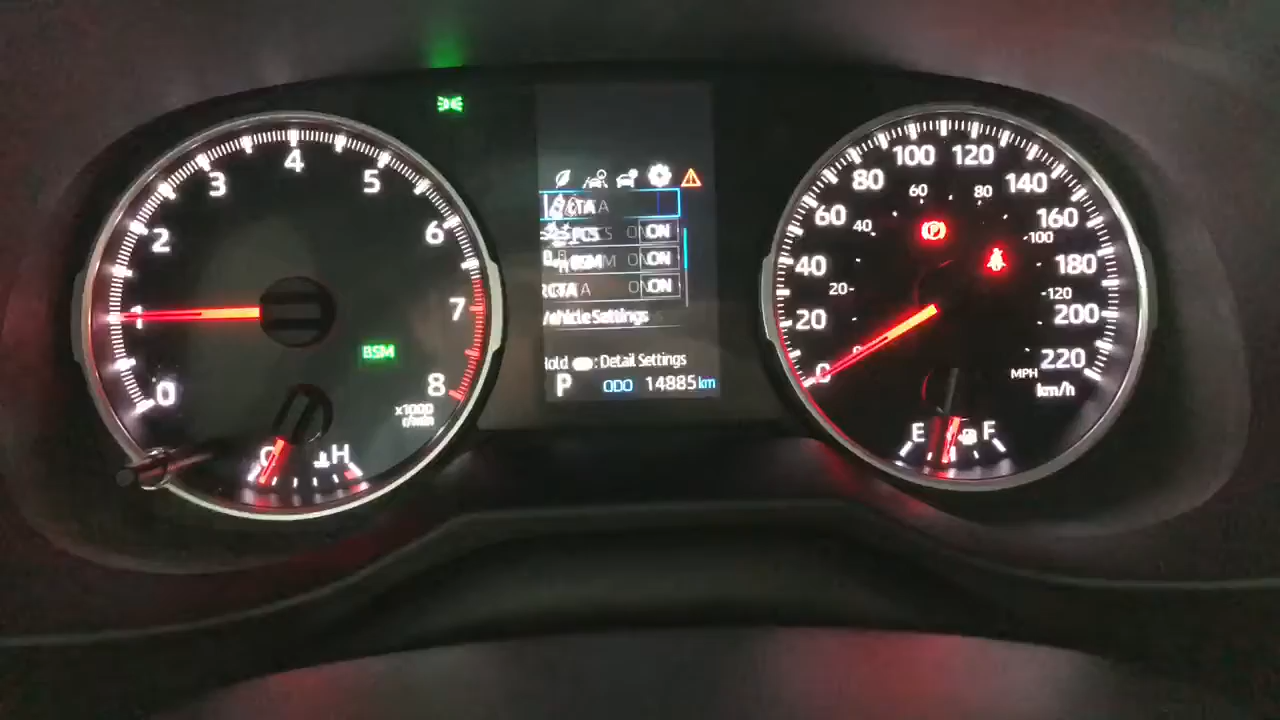 0
1
2
3
4
5
6
7
8
x1000
r/min
BSM
C
H
LTA
PCS ON
BSM ON
RCTA ON
Vehicle Settings
Hold : Detail Settings
P ODO 14885 km
0
20
40
60
80
100
120
140
160
180
200
220
0
20
40
60
80
100
120
MPH
km/h
(P)
E
F